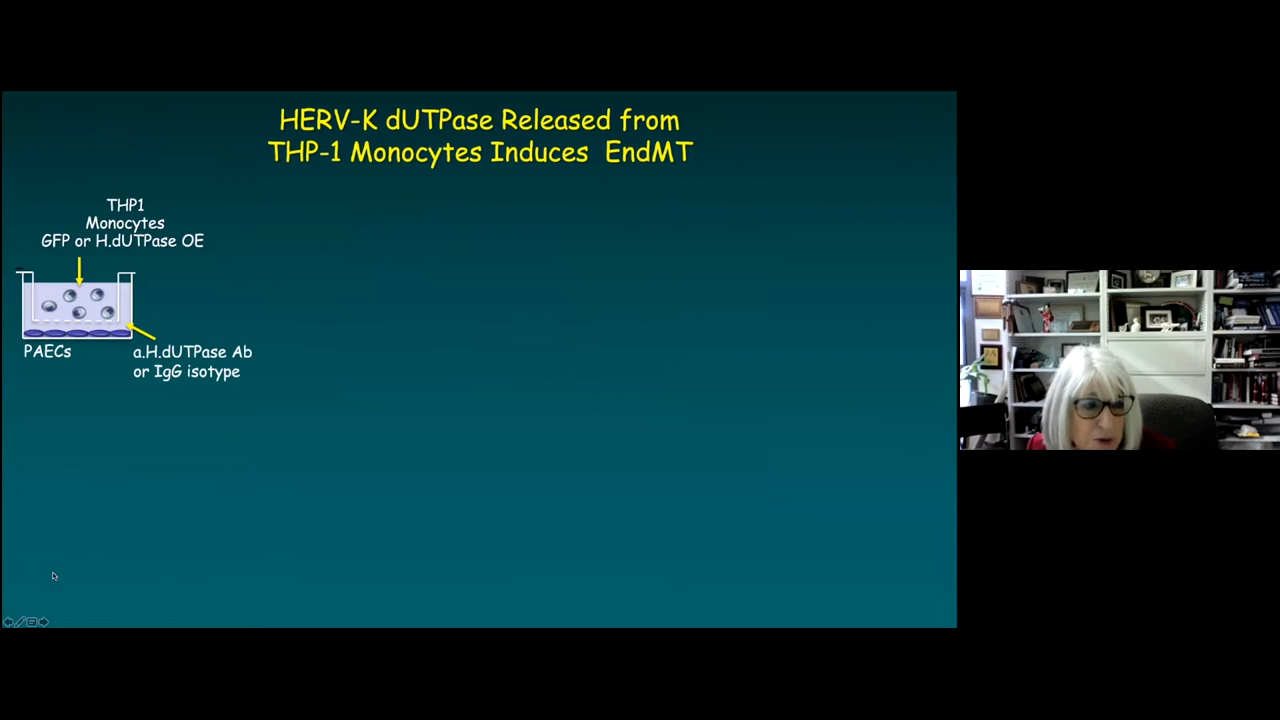 HERV-K dUTPase Released from
THP-1 Monocytes Induces EndMT
THP1
Monocytes
GFP or H.dUTPase OE
PAECs
a.H.dUTPase Ab
or IgG isotype